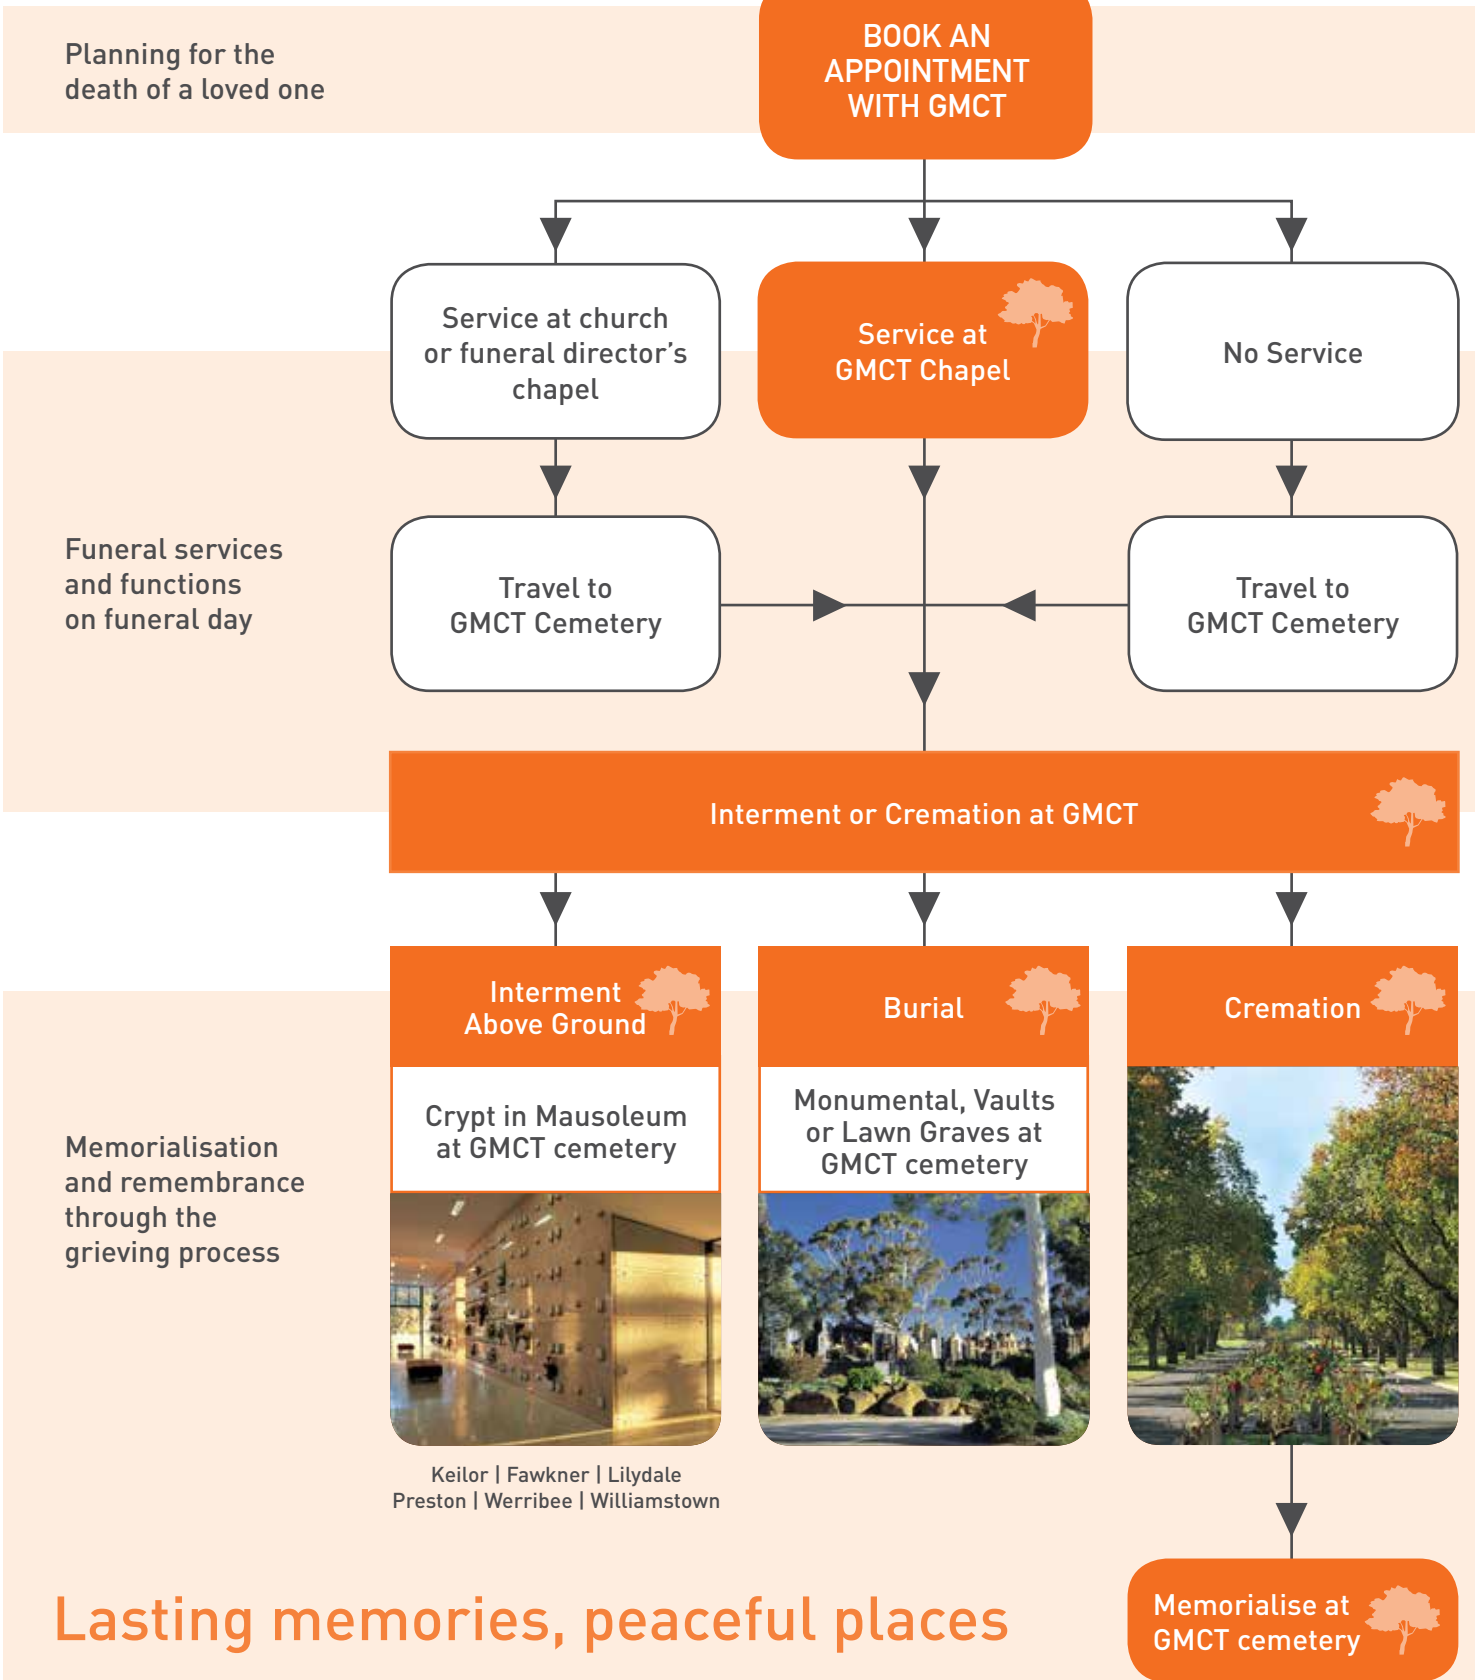 Planning for the
death of a loved one
BOOK AN
APPOINTMENT
WITH GMCT
Service at church
or funeral director's
chapel
Service at
GMCT Chapel
No Service
Funeral services
and functions
on funeral day
Travel to
GMCT Cemetery
Travel to
GMCT Cemetery
Interment or Cremation at GMCT
Interment
Above Ground
Burial
Cremation
Crypt in Mausoleum
at GMCT cemetery
Monumental, Vaults
or Lawn Graves at
GMCT cemetery
Memorialisation
and remembrance
through the
grieving process
Keilor | Fawkner | Lilydale
Preston | Werribee | Williamstown
Lasting memories, peaceful places
Memorialise at
GMCT cemetery